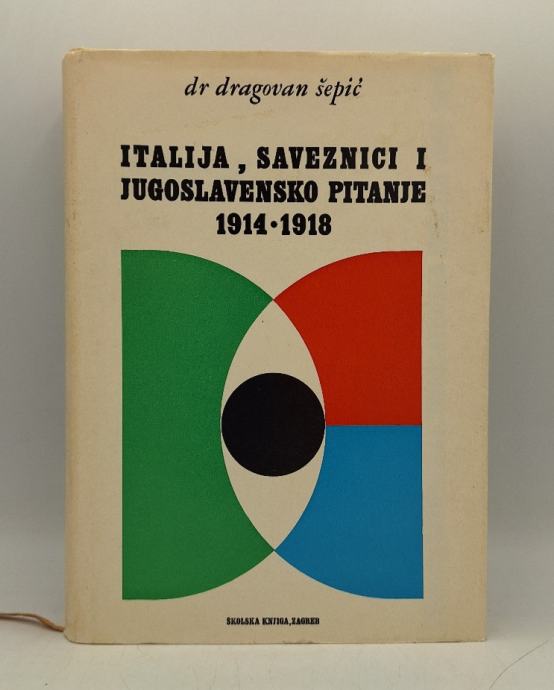 dr dragovan šepić
ITALIJA, SAVEZNICI I
JUGOSLAVENSKO PITANJE
1914•1918
ŠKOLSKA KNJIGA, ZAGREB